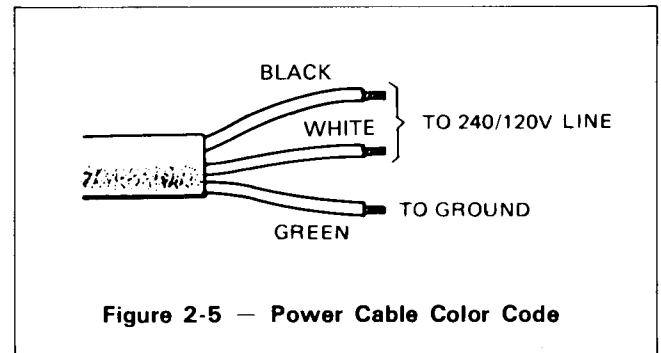 BLACK
WHITE
TO 240/120V LINE
TO GROUND
GREEN
Figure 2-5 — Power Cable Color Code